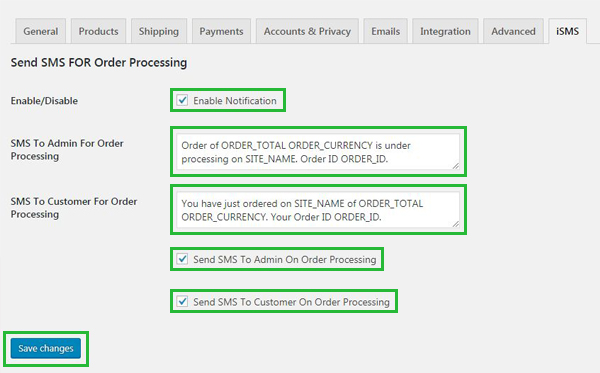 General Products Shipping Payments Accounts & Privacy Emails Integration Advanced iSMS
Send SMS FOR Order Processing
Enable/Disable
Enable Notification
SMS To Admin For Order
Processing
Order of ORDER_TOTAL ORDER_CURRENCY is under
processing on SITE_NAME. Order ID ORDER_ID.
SMS To Customer For Order
Processing
You have just ordered on SITE_NAME of ORDER_TOTAL
ORDER_CURRENCY. Your Order ID ORDER_ID.
Send SMS To Admin On Order Processing
Send SMS To Customer On Order Processing
Save changes